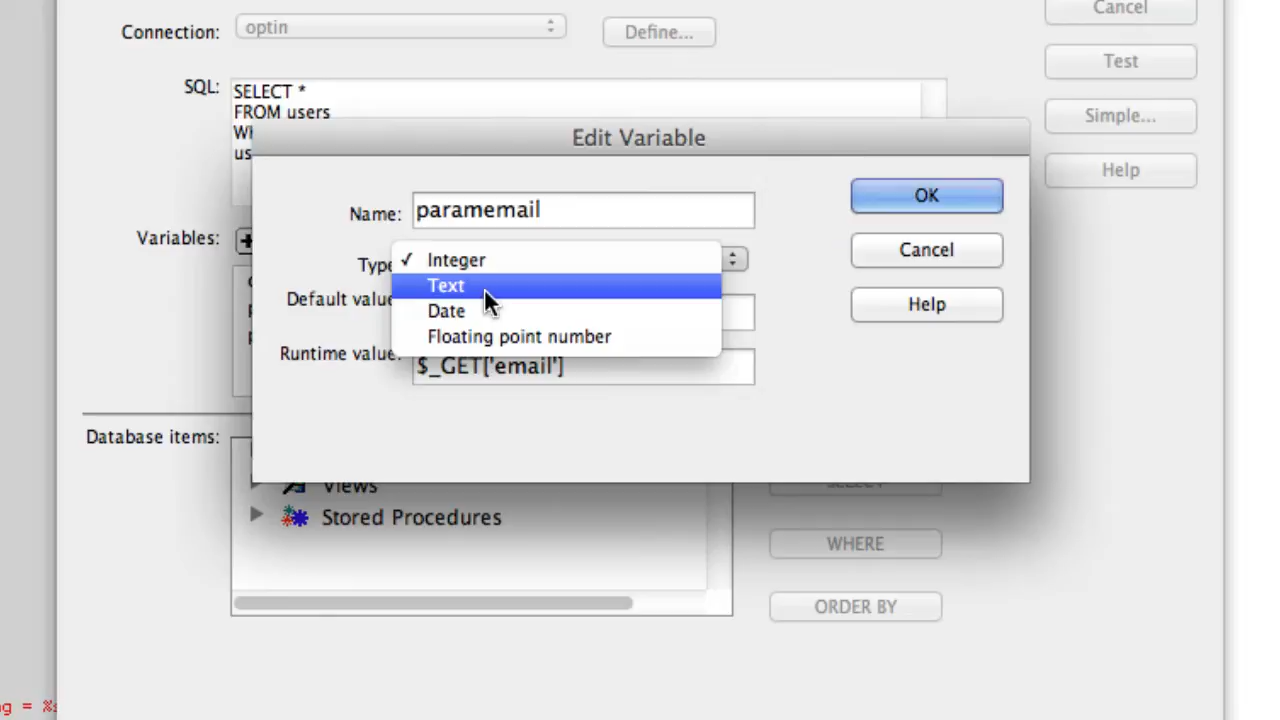 Connection:
optin
Define...
Cancel
SQL:
SELECT *
FROM users
Test
Simple...
Help
Edit Variable
Name:
paramemail
OK
Variables:
Type
✓ Integer
Text
Date
Floating point number
Cancel
Default value
Help
Runtime value:
$_GET['email']
Database items:
Views
Stored Procedures
SELECT
WHERE
ORDER BY
= %s